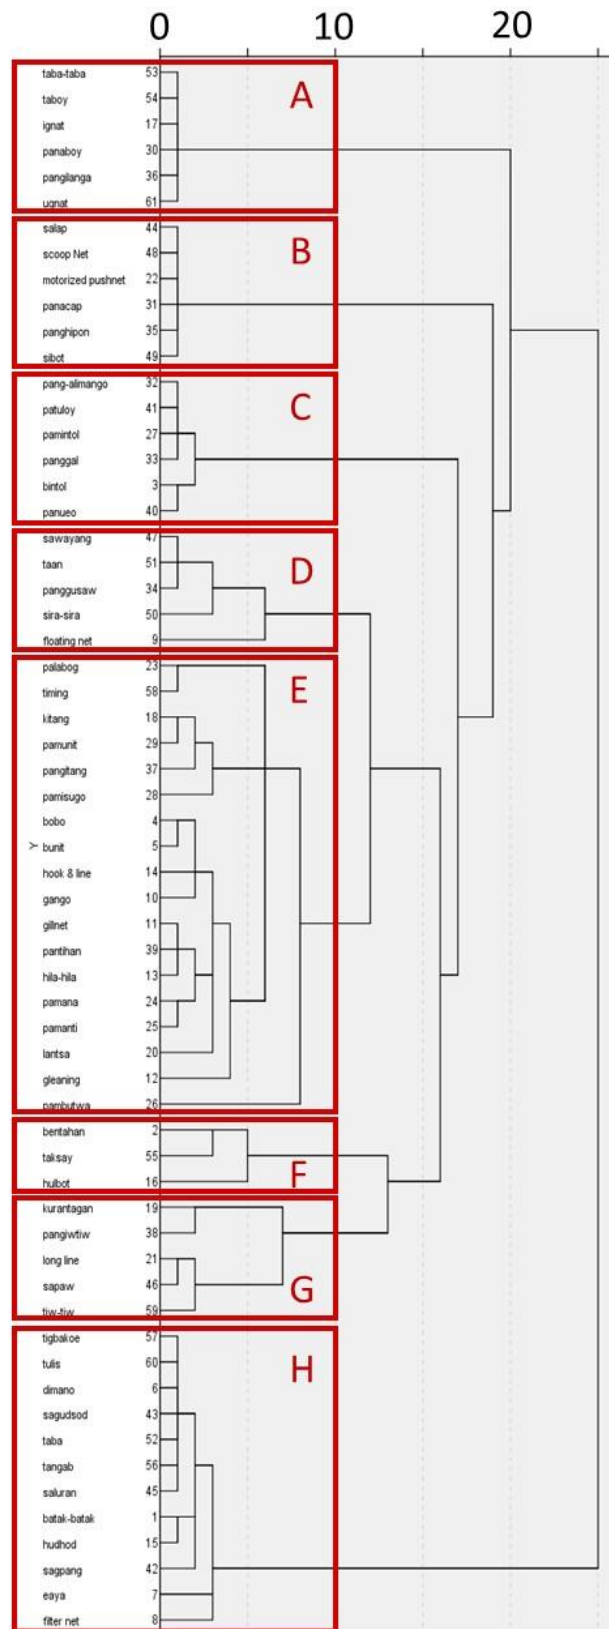 0 10 20
taba-taba 53
A
taboy 54
ignat 17
panaboy 30
pangilanga 36
ugnat 61
salap 44
B
scoop Net 48
motorized pushnet 22
panacap 31
panghipon 35
sibot 49
pang-alimango 32
C
patuloy 41
pamintol 27
panggal 33
bintol 3
panueo 40
sawayang 47
taan 51
D
panggusaw 34
sira-sira 50
floating net 9
palabog 23
E
timing 58
kitang 18
pamunit 29
pangitang 37
pamisugo 28
bobo 4
Y
bunit 5
hook & line 14
gango 10
gillnet 11
pantihan 39
hila-hila 13
pamana 24
pamanti 25
lantsa 20
gleaning 12
pambutwa 26
bentahan 2
taksay 55
F
hulbot 16
kurantagan 19
pangiwtiw 38
long line 21
sapaw 46
G
tiw-tiw 59
tigbakoe 57
H
tulis 60
dimano 6
sagudsod 43
taba 52
tangab 56
saluran 45
batak-batak 1
hudhod 15
sagpang 42
eaya 7
filter net 8